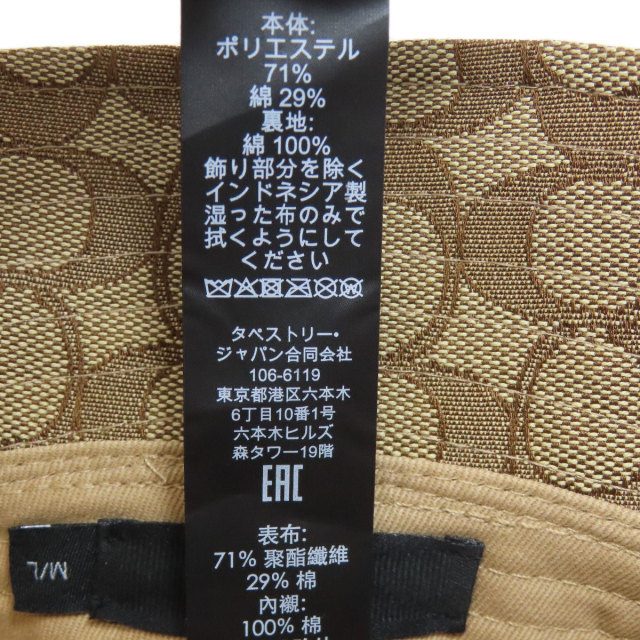 本体:
ポリエステル
71%
綿 29%
裏地:
綿 100%
飾り部分を除く
インドネシア製
湿った布のみで
拭くようにして
ください
タペストリー・
ジャパン合同会社
106-6119
東京都港区六本木
6丁目10番1号
六本木ヒルズ
森タワー19階
EAC
表布:
71% 聚酯纖維
29% 棉
內襯:
100% 棉
M/L